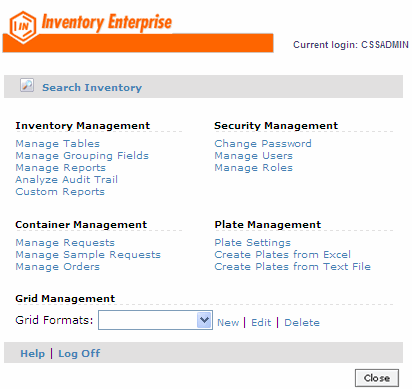 IN Inventory Enterprise
Current login: CSSADMIN
Search Inventory
Inventory Management
Manage Tables
Manage Grouping Fields
Manage Reports
Analyze Audit Trail
Custom Reports
Security Management
Change Password
Manage Users
Manage Roles
Container Management
Manage Requests
Manage Sample Requests
Manage Orders
Plate Management
Plate Settings
Create Plates from Excel
Create Plates from Text File
Grid Management
Grid Formats: New | Edit | Delete
Help | Log Off
Close